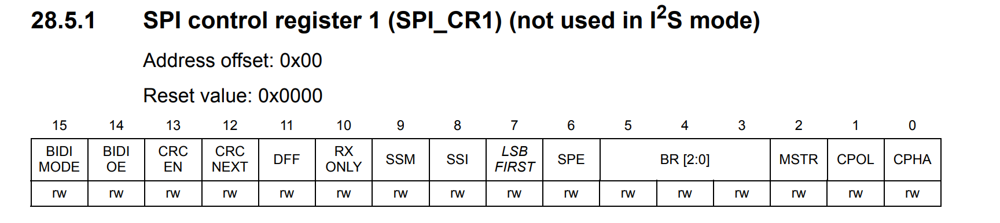 28.5.1 SPI control register 1 (SPI_CR1) (not used in I²S mode)
Address offset: 0x00
Reset value: 0x0000
15 14 13 12 11 10 9 8 7 6 5 4 3 2 1 0
BIDI MODE BIDI OE CRC EN CRC NEXT DFF RX ONLY SSM SSI LSB FIRST SPE BR [2:0] MSTR CPOL CPHA
rw rw rw rw rw rw rw rw rw rw rw rw rw rw rw rw